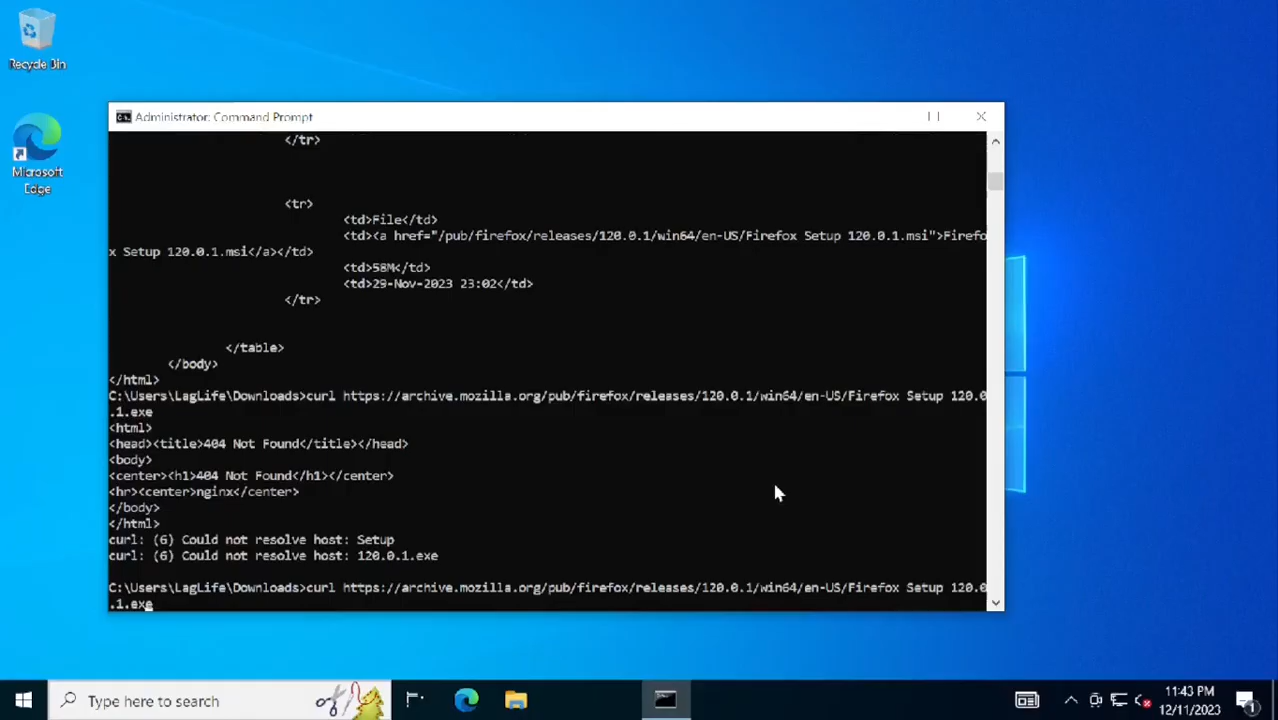 Recycle Bin
Microsoft
Edge
Administrator: Command Prompt
</tr>
<tr>
<td>File</td>
<td><a href="/pub/firefox/releases/120.0.1/win64/en-US/Firefox Setup 120.0.1.msi">Firefo
x Setup 120.0.1.msi</a></td>
<td>58M</td>
<td>29-Nov-2023 23:02</td>
</tr>
</table>
</body>
</html>
C:\Users\LagLife\Downloads>curl https://archive.mozilla.org/pub/firefox/releases/120.0.1/win64/en-US/Firefox Setup 120.0
.1.exe
<html>
<head><title>404 Not Found</title></head>
<body>
<center><h1>404 Not Found</h1></center>
<hr><center>nginx</center>
</body>
</html>
curl: (6) Could not resolve host: Setup
curl: (6) Could not resolve host: 120.0.1.exe
C:\Users\LagLife\Downloads>curl https://archive.mozilla.org/pub/firefox/releases/120.0.1/win64/en-US/Firefox Setup 120.0
.1.exe
Type here to search
11:43 PM
12/11/2023
1